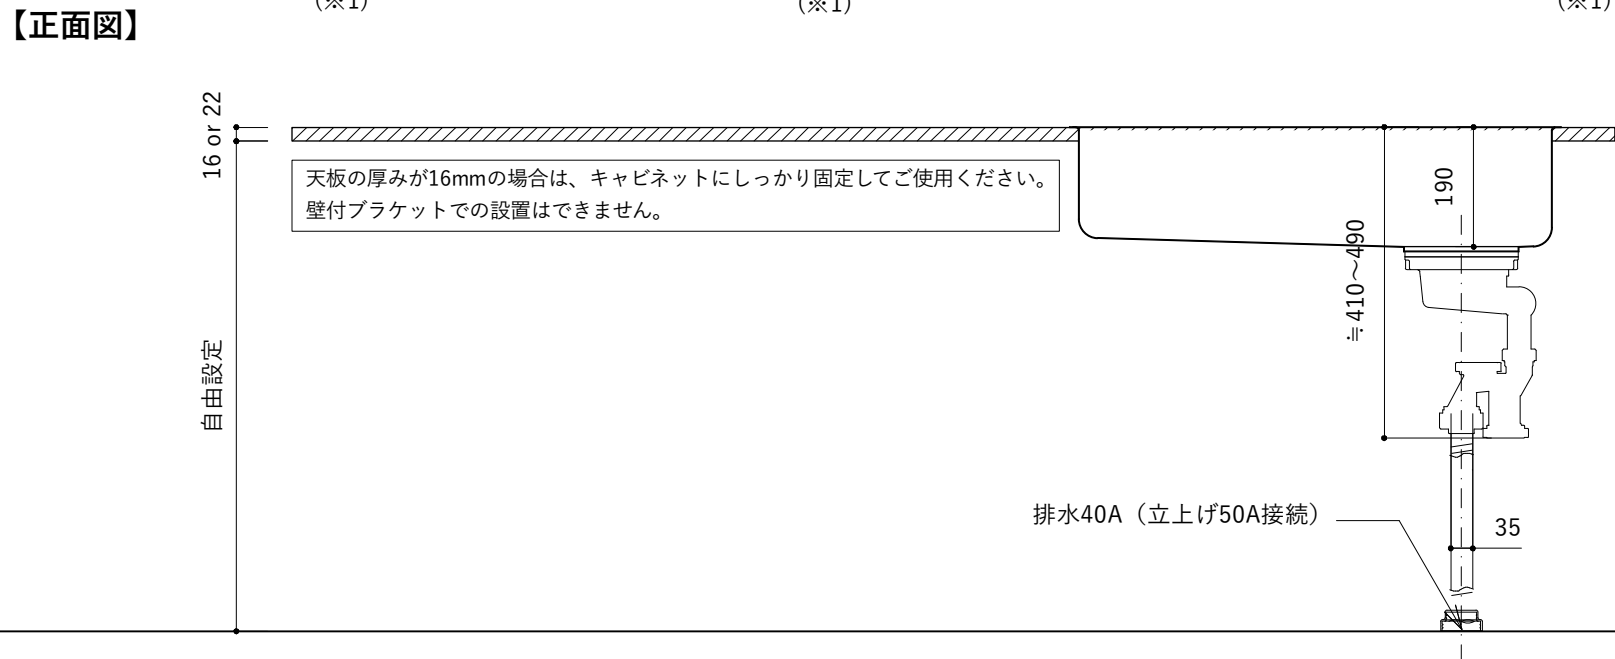 (※1)
(※1)
(※1)
【正面図】
16 or 22
天板の厚みが16mmの場合は、キャビネットにしっかり固定してご使用ください。
壁付ブラケットでの設置はできません。
190
≒410～490
自由設定
排水40A（立上げ50A接続）
35